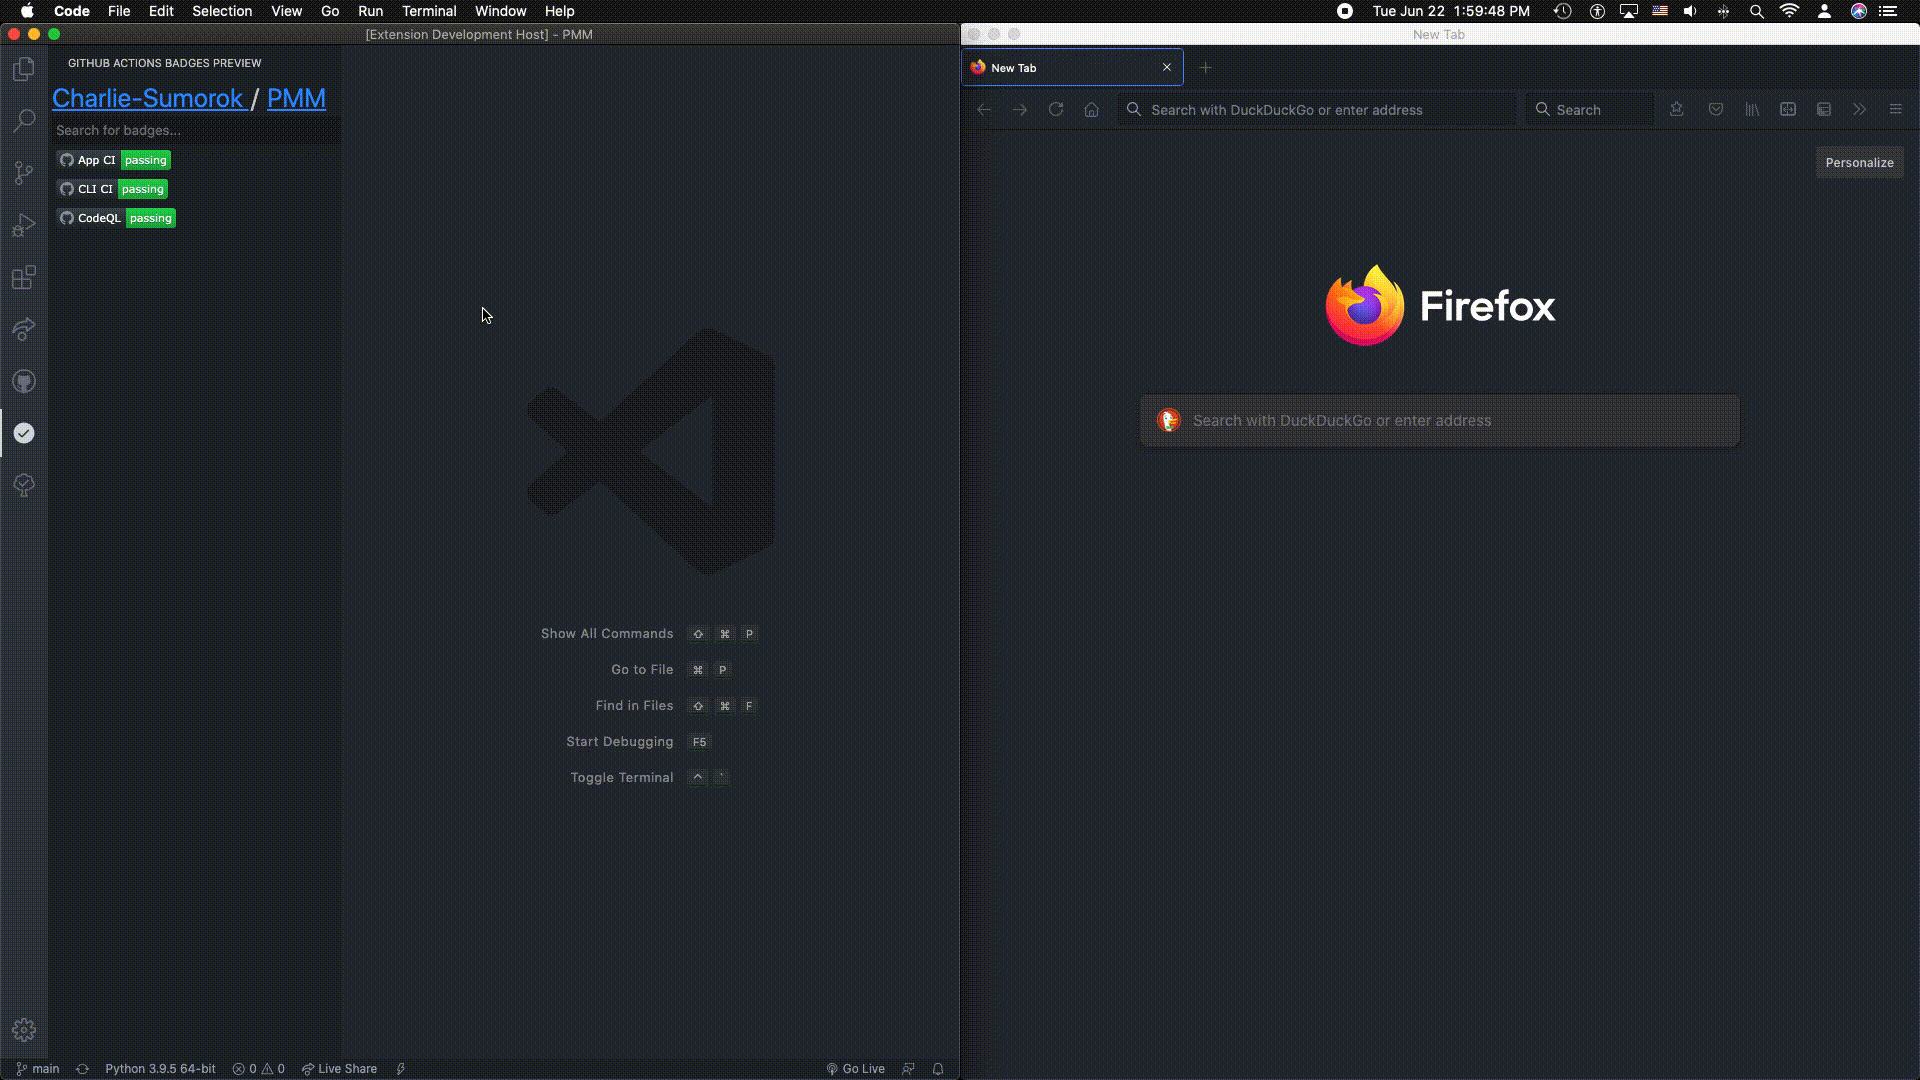 Code File Edit Selection View Go Run Terminal Window Help
Tue Jun 22 1:59:48 PM
[Extension Development Host] - PMM
GITHUB ACTIONS BADGES PREVIEW
Charlie-Sumorok / PMM
Search for badges...
App CI passing
CLI CI passing
CodeQL passing
Show All Commands ⇧ ⌘ P
Go to File ⌘ P
Find in Files ⇧ ⌘ F
Start Debugging F5
Toggle Terminal ^ `
main Python 3.9.5 64-bit 0 0 Live Share Go Live
New Tab
New Tab
Search with DuckDuckGo or enter address
Search
Personalize
Firefox
Search with DuckDuckGo or enter address